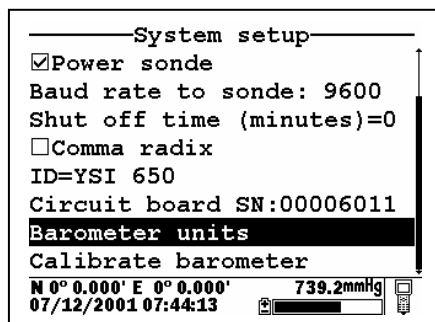 System setup
☑Power sonde
Baud rate to sonde: 9600
Shut off time (minutes)=0
☐Comma radix
ID=YSI 650
Circuit board SN:00006011
Barometer units
Calibrate barometer
N 0° 0.000' E 0° 0.000' 739.2mmHg
07/12/2001 07:44:13